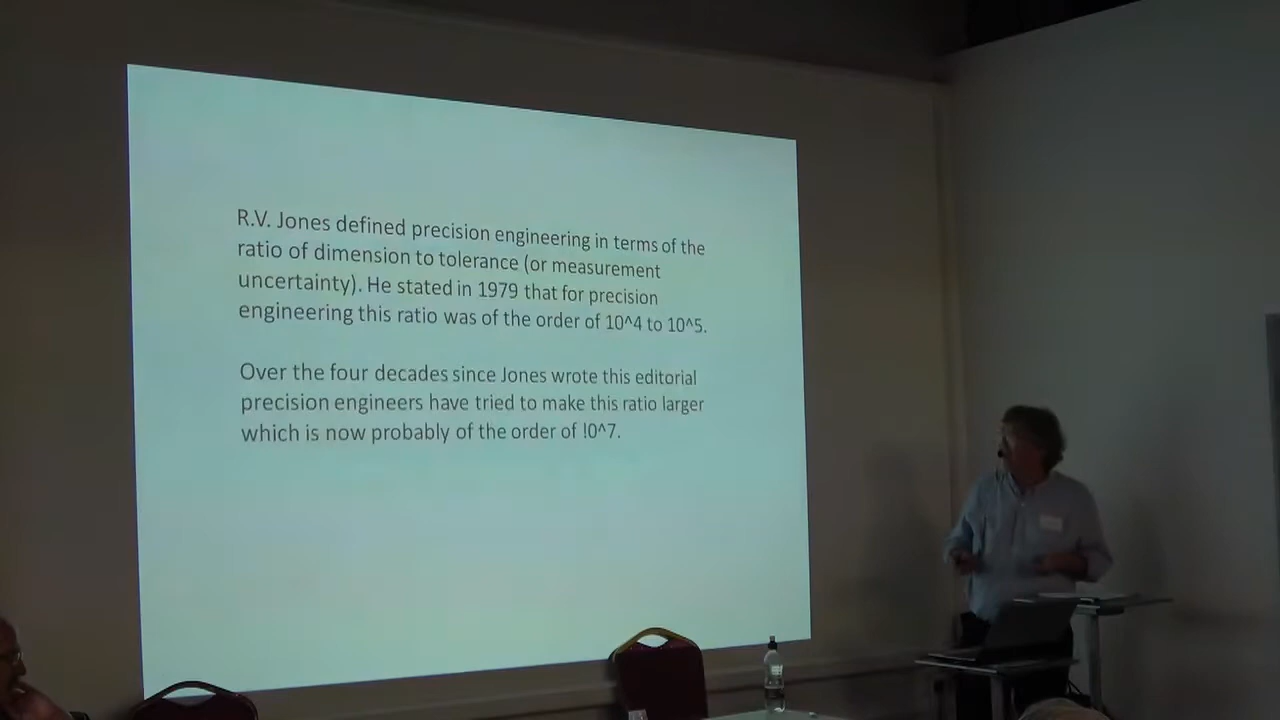 R.V. Jones defined precision engineering in terms of the
ratio of dimension to tolerance (or measurement
uncertainty). He stated in 1979 that for precision
engineering this ratio was of the order of 10^4 to 10^5.
Over the four decades since Jones wrote this editorial
precision engineers have tried to make this ratio larger
which is now probably of the order of !0^7.